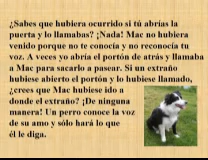 ¿Sabes que hubiera ocurrido si tú abrías la
puerta y lo llamabas? ¡Nada! Mac no hubiera
venido porque no te conocía y no reconocía tu
voz. A veces yo abría el portón de atrás y llamaba
a Mac para sacarlo a pasear. Si un extraño
hubiese abierto el portón y lo hubiese llamado,
¿crees que Mac hubiese ido a
donde el extraño? ¡De ninguna
manera! Un perro conoce la voz
de su amo y sólo hará lo que
él le diga.